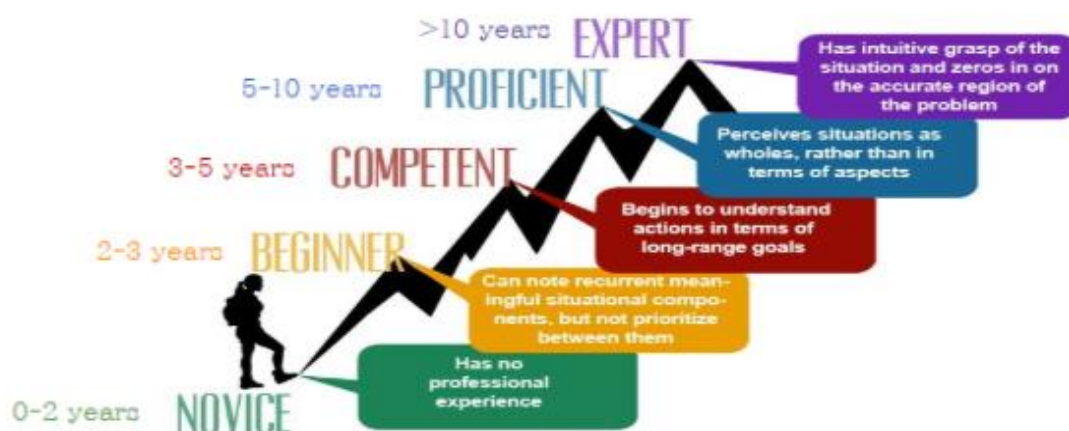 >10 years EXPERT
Has intuitive grasp of the
situation and zeros in on
the accurate region of
the problem
5-10 years PROFICIENT
Perceives situations as
wholes, rather than in
terms of aspects
3-5 years COMPETENT
Begins to understand
actions in terms of
long-range goals
2-3 years BEGINNER
Can note recurrent mean-
ingful situational compo-
nents, but not prioritize
between them
0-2 years NOVICE
Has no
professional
experience